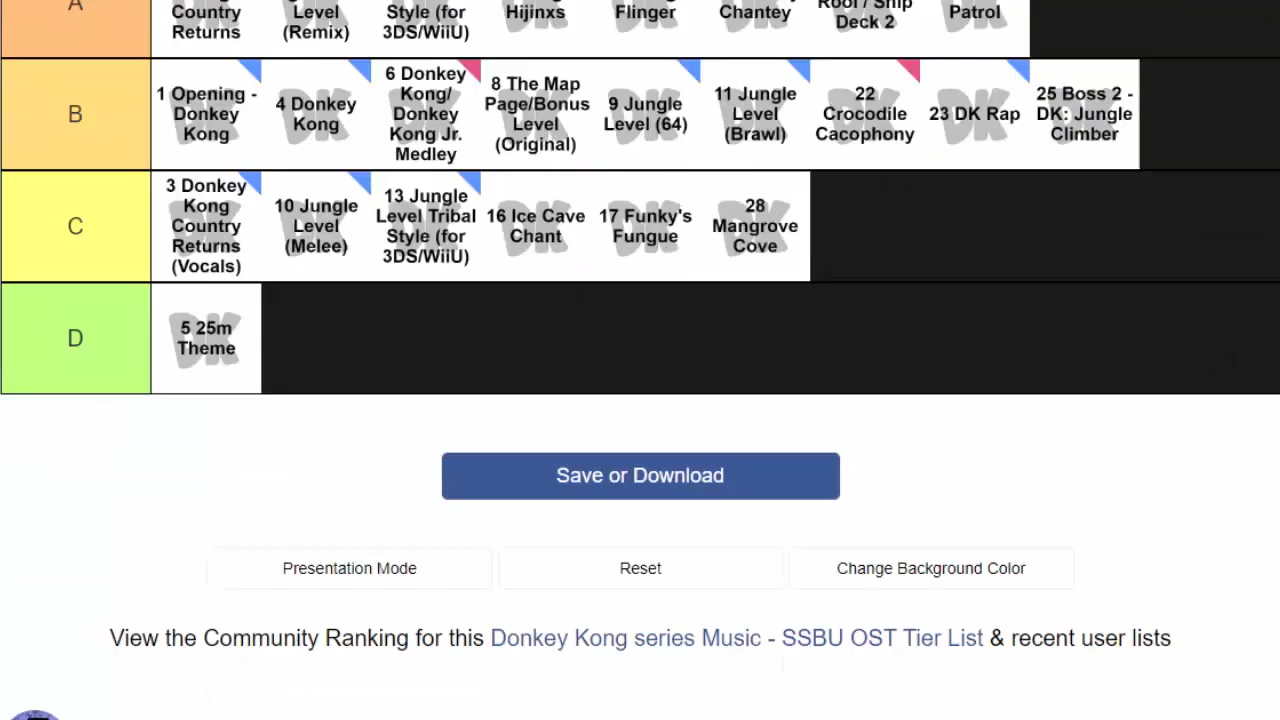 A
Country
Returns
Level
(Remix)
Style (for
3DS/WiiU)
Hijinxs
Flinger
Chantey
Roof / Ship
Deck 2
Patrol
B
1 Opening -
Donkey
Kong
4 Donkey
Kong
6 Donkey
Kong/
Donkey
Kong Jr.
Medley
8 The Map
Page/Bonus
Level
(Original)
9 Jungle
Level (64)
11 Jungle
Level
(Brawl)
22
Crocodile
Cacophony
23 DK Rap
25 Boss 2 -
DK: Jungle
Climber
C
3 Donkey
Kong
Country
Returns
(Vocals)
10 Jungle
Level
(Melee)
13 Jungle
Level Tribal
Style (for
3DS/WiiU)
16 Ice Cave
Chant
17 Funky's
Fungue
28
Mangrove
Cove
D
5 25m
Theme
Save or Download
Presentation Mode
Reset
Change Background Color
View the Community Ranking for this Donkey Kong series Music - SSBU OST Tier List & recent user lists